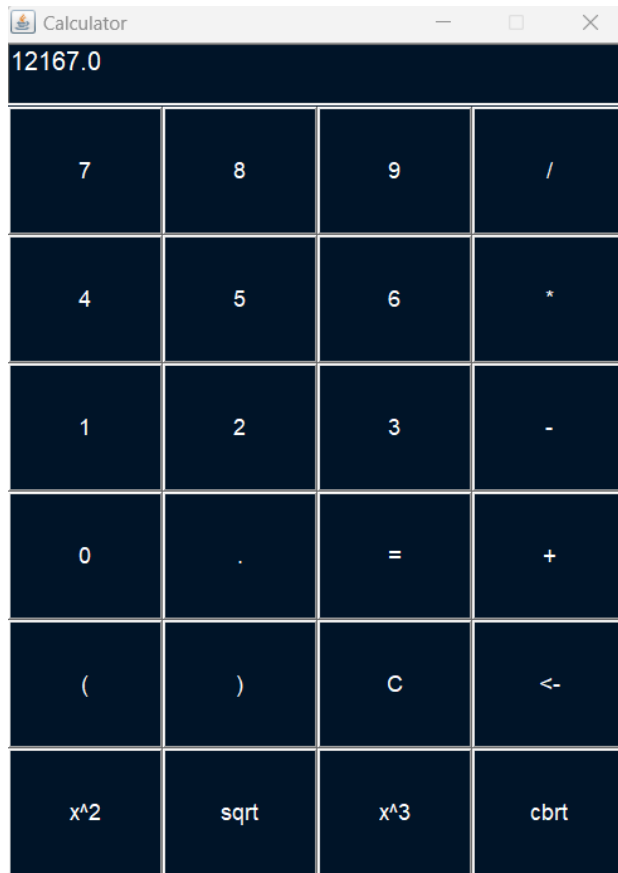 Calculator
12167.0
7 8 9 /
4 5 6 *
1 2 3 -
0 . = +
( ) C <-
x^2 sqrt x^3 cbrt